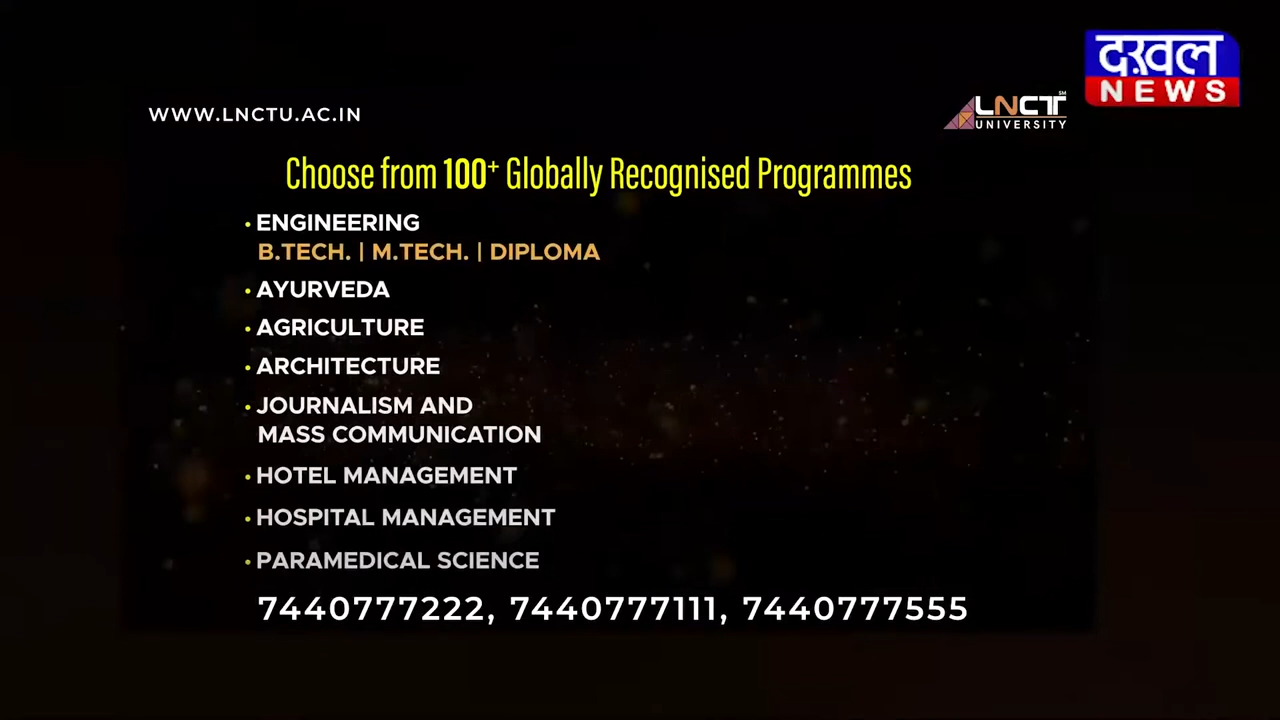 दख़ल
NEWS
WWW.LNCTU.AC.IN
LNCT SM
UNIVERSITY
Choose from 100+ Globally Recognised Programmes
• ENGINEERING
B.TECH. | M.TECH. | DIPLOMA
• AYURVEDA
• AGRICULTURE
• ARCHITECTURE
• JOURNALISM AND
MASS COMMUNICATION
• HOTEL MANAGEMENT
• HOSPITAL MANAGEMENT
• PARAMEDICAL SCIENCE
7440777222, 7440777111, 7440777555